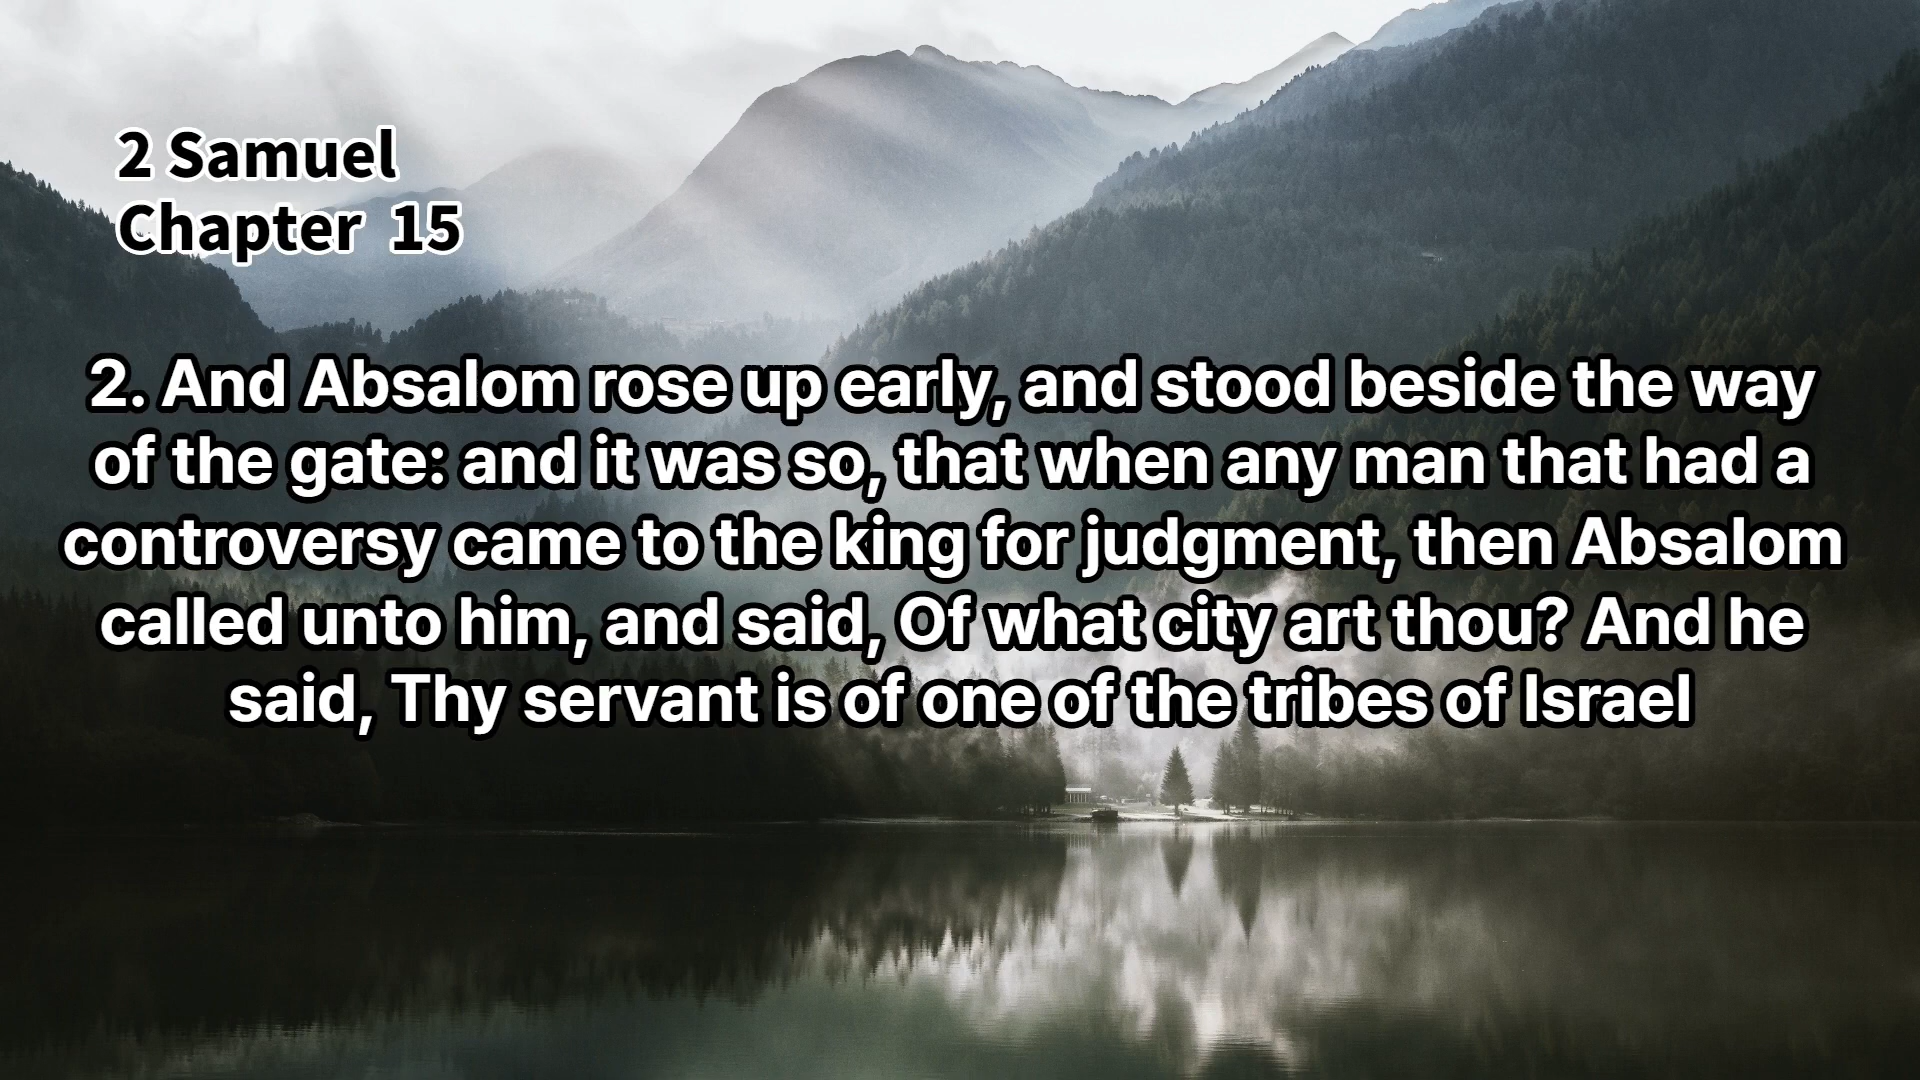 2 Samuel
Chapter 15
2. And Absalom rose up early, and stood beside the way
of the gate: and it was so, that when any man that had a
controversy came to the king for judgment, then Absalom
called unto him, and said, Of what city art thou? And he
said, Thy servant is of one of the tribes of Israel